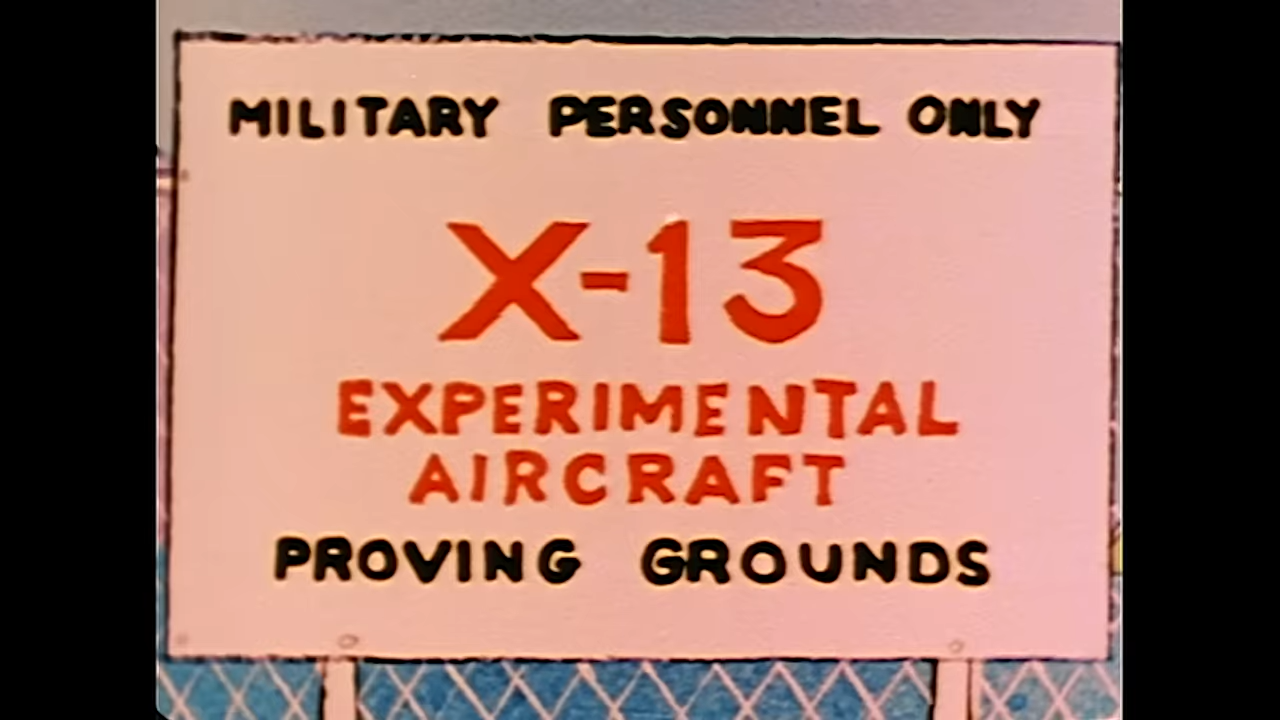 MILITARY PERSONNEL ONLY
X-13
EXPERIMENTAL
AIRCRAFT
PROVING GROUNDS